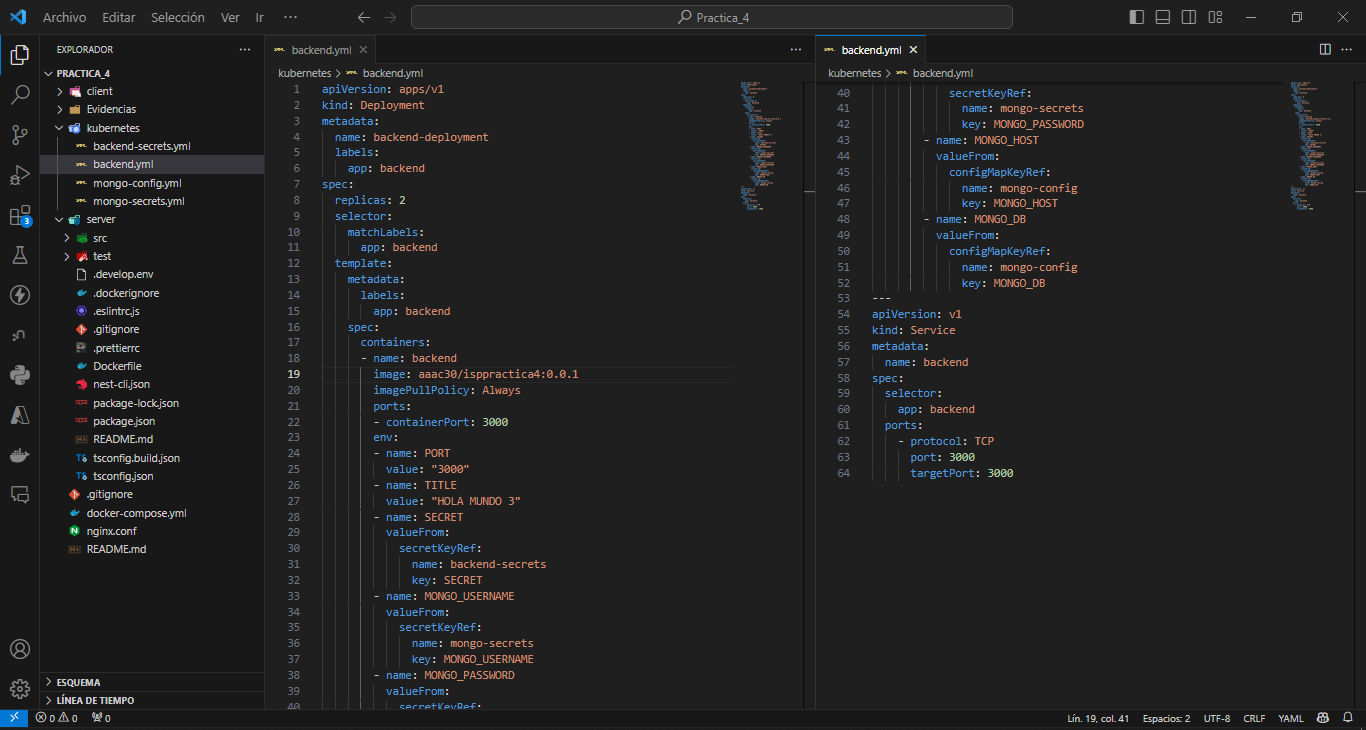 Archivo Editar Selección Ver Ir ···
Practica_4
EXPLORADOR ···
PRACTICA_4
client
Evidencias
kubernetes
backend-secrets.yml
backend.yml
mongo-config.yml
mongo-secrets.yml
server
src
test
.develop.env
.dockerignore
.eslintrc.js
.gitignore
.prettierrc
Dockerfile
nest-cli.json
package-lock.json
package.json
README.md
tsconfig.build.json
tsconfig.json
.gitignore
docker-compose.yml
nginx.conf
README.md
ESQUEMA
LÍNEA DE TIEMPO
3
backend.yml
kubernetes > backend.yml
1 apiVersion: apps/v1
2 kind: Deployment
3 metadata:
4   name: backend-deployment
5   labels:
6     app: backend
7 spec:
8   replicas: 2
9   selector:
10     matchLabels:
11       app: backend
12   template:
13     metadata:
14       labels:
15         app: backend
16     spec:
17       containers:
18       - name: backend
19         image: aaac30/isppractica4:0.0.1
20         imagePullPolicy: Always
21         ports:
22         - containerPort: 3000
23         env:
24         - name: PORT
25           value: "3000"
26         - name: TITLE
27           value: "HOLA MUNDO 3"
28         - name: SECRET
29           valueFrom:
30             secretKeyRef:
31               name: backend-secrets
32               key: SECRET
33         - name: MONGO_USERNAME
34           valueFrom:
35             secretKeyRef:
36               name: mongo-secrets
37               key: MONGO_USERNAME
38         - name: MONGO_PASSWORD
39           valueFrom:
40             secretKeyRef:
backend.yml
kubernetes > backend.yml
40             secretKeyRef:
41               name: mongo-secrets
42               key: MONGO_PASSWORD
43         - name: MONGO_HOST
44           valueFrom:
45             configMapKeyRef:
46               name: mongo-config
47               key: MONGO_HOST
48         - name: MONGO_DB
49           valueFrom:
50             configMapKeyRef:
51               name: mongo-config
52               key: MONGO_DB
53 ---
54 apiVersion: v1
55 kind: Service
56 metadata:
57   name: backend
58 spec:
59   selector:
60     app: backend
61   ports:
62     - protocol: TCP
63       port: 3000
64       targetPort: 3000
0 0 0 Lín. 19, col. 41 Espacios: 2 UTF-8 CRLF YAML